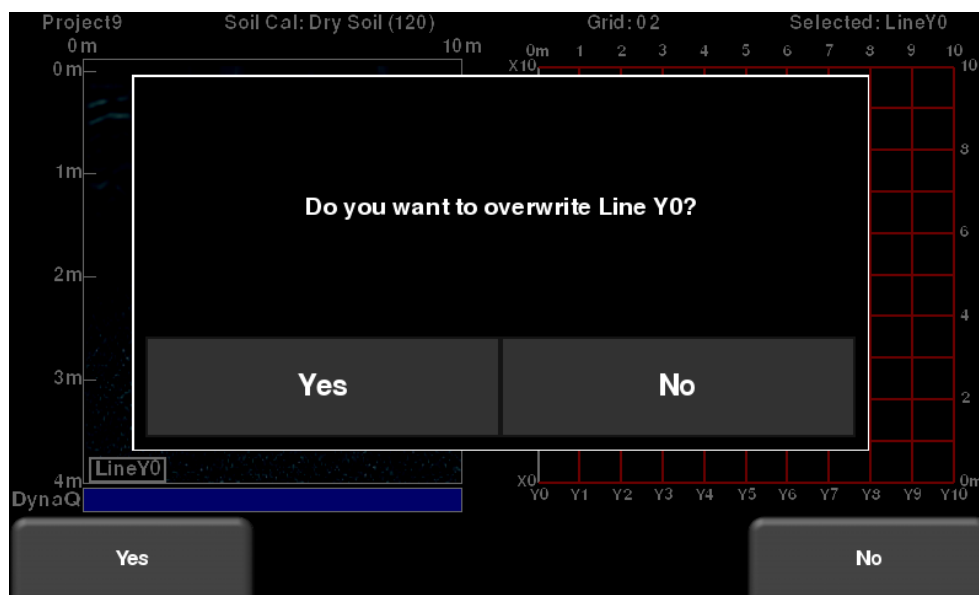 Project9 Soil Cal: Dry Soil (120) Grid: 02 Selected: LineY0
0m 10m
0m 1 2 3 4 5 6 7 8 9 10
X10 10
0m
1m
2m
3m
4m
8
6
4
2
0m
Do you want to overwrite Line Y0?
Yes No
LineY0
X0
DynaQ
Y0 Y1 Y2 Y3 Y4 Y5 Y6 Y7 Y8 Y9 Y10
Yes No